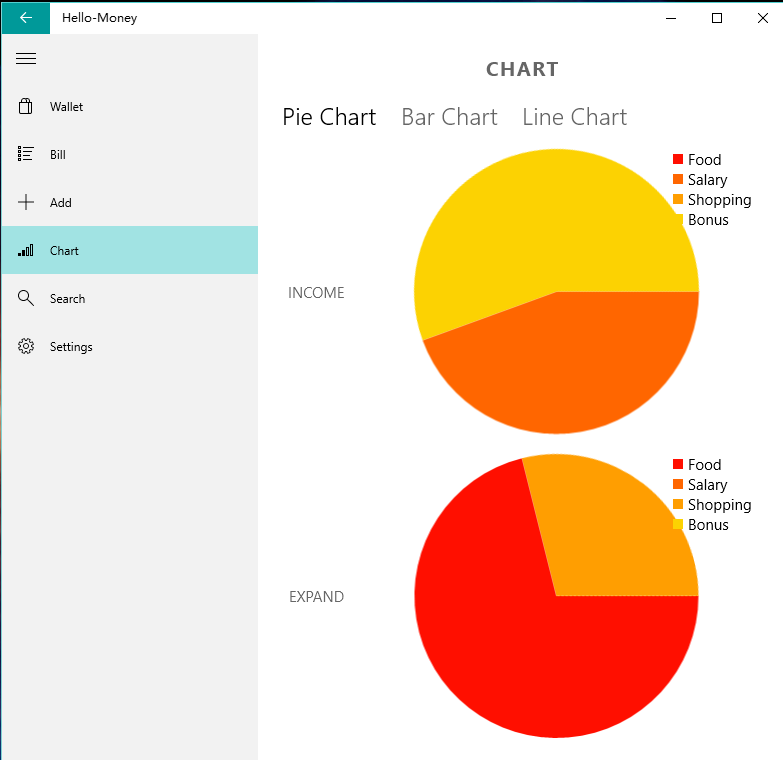 Hello-Money
Wallet
Bill
Add
Chart
Search
Settings
CHART
Pie Chart Bar Chart Line Chart
INCOME
Food
Salary
Shopping
Bonus
EXPAND
Food
Salary
Shopping
Bonus